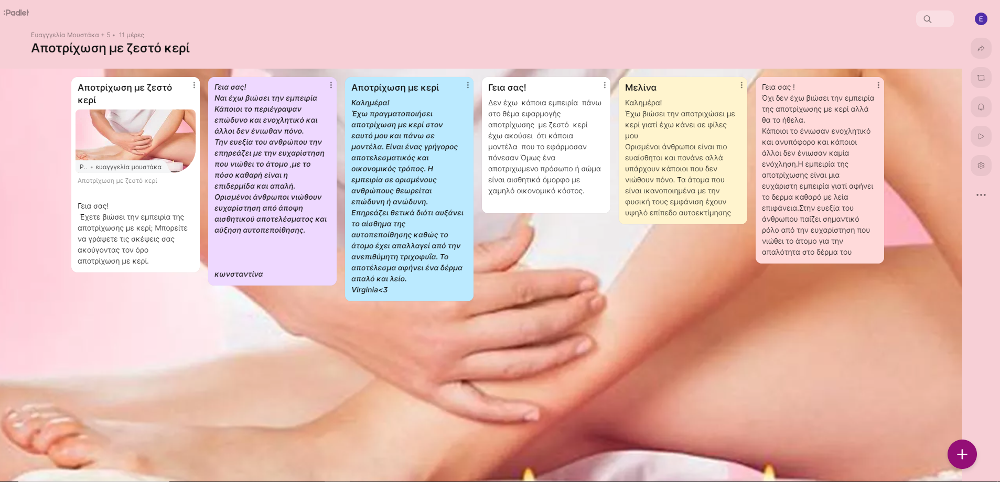 :Padlet
Ευαγγγελία Μουστάκα + 5 • 11 μέρες
Αποτρίχωση με ζεστό κερί
E
Αποτρίχωση με ζεστό
κερί
P.. • ευαγγγελία μουστάκα
Αποτρίχωση με ζεστό κερί
Γεια σας!
Έχετε βιώσει την εμπειρία της
αποτρίχωσης με κερί; Μπορείτε
να γράψετε τις σκέψεις σας
ακούγοντας τον όρο
αποτρίχωση με κερί.
Γεια σας!
Ναι έχω βιώσει την εμπειρία
Κάποιοι το περιέγραψαν
επώδυνο και ενοχλητικό και
άλλοι δεν ένιωθαν πόνο.
Την ευεξία του ανθρώπου την
επηρεάζει με την ευχαρίστηση
που νιώθει το άτομο ,με το
πόσο καθαρή είναι η
επιδερμίδα και απαλή.
Ορισμένοι άνθρωποι νιώθουν
ευχαρίστηση από άποψη
αισθητικού αποτελέσματος και
αύξηση αυτοπεποίθησης.
κωνσταντίνα
Αποτρίχωση με κερί
Καλημέρα!
Έχω πραγματοποιήσει
αποτρίχωση με κερί στον
εαυτό μου και πάνω σε
μοντέλα. Είναι ένας γρήγορος
αποτελεσματικός και
οικονομικός τρόπος. Η
εμπειρία σε ορισμένους
ανθρώπους θεωρείται
επώδυνη ή ανώδυνη.
Επηρεάζει θετικά διότι αυξάνει
το αίσθημα της
αυτοπεποίθησης καθώς το
άτομο έχει απαλλαγεί από την
ανεπιθύμητη τριχοφυΐα. Το
αποτέλεσμα αφήνει ένα δέρμα
απαλό και λείο.
Virginia<3
Γεια σας!
Δεν έχω κάποια εμπειρία πάνω
στο θέμα εφαρμογής
αποτρίχωσης με ζεστό κερί
έχω ακούσει ότι κάποια
μοντέλα που το εφάρμοσαν
πόνεσαν Όμως ένα
αποτριχωμενο πρόσωπο ή σώμα
είναι αισθητικά όμορφο με
χαμηλό οικονομικό κόστος.
Μελίνα
Καλημέρα!
Έχω βιώσει την αποτριχώσει με
κερί γιατί έχω κάνει σε φίλες
μου
Ορισμένοι άνθρωποι είναι πιο
ευαίσθητοι και πονάνε αλλά
υπάρχουν κάποιοι που δεν
νιώθουν πόνο. Τα άτομα που
είναι ικανοποιημένα με την
φυσική τους εμφάνιση έχουν
υψηλό επίπεδο αυτοεκτίμησης
Γεια σας !
Όχι δεν έχω βιώσει την εμπειρία
της αποτρίχωσης με κερί αλλά
θα το ήθελα.
Κάποιοι το ένιωσαν ενοχλητικό
και ανυπόφορο και κάποιοι
άλλοι δεν ένιωσαν καμία
ενόχληση.Η εμπειρία της
αποτρίχωσης είναι μια
ευχάριστη εμπειρία γιατί αφήνει
το δερμα καθαρό με λεία
επιφάνεια.Στην ευεξία του
άνθρωπου παίζει σημαντικό
ρόλο από την ευχαρίστηση που
νιώθει το άτομο για την
απαλότητα στο δέρμα του